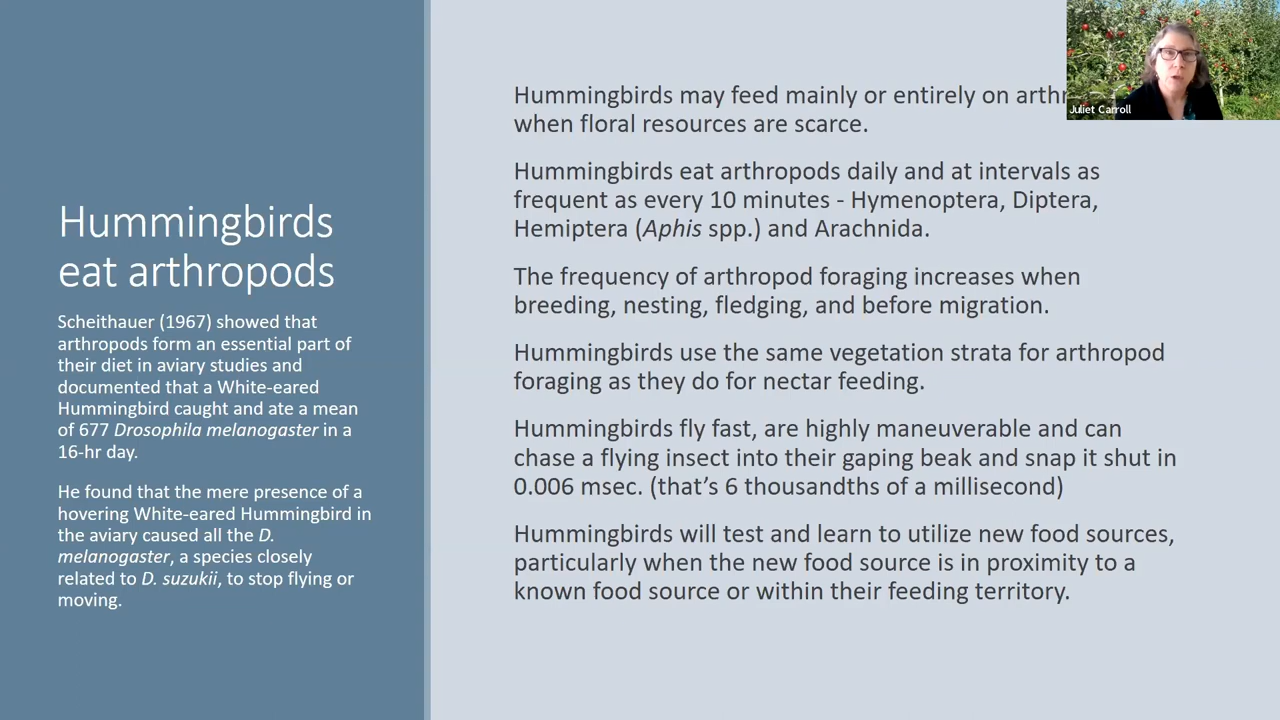 Hummingbirds
eat arthropods
Scheithauer (1967) showed that
arthropods form an essential part of
their diet in aviary studies and
documented that a White-eared
Hummingbird caught and ate a mean
of 677 Drosophila melanogaster in a
16-hr day.
He found that the mere presence of a
hovering White-eared Hummingbird in
the aviary caused all the D.
melanogaster, a species closely
related to D. suzukii, to stop flying or
moving.
Hummingbirds may feed mainly or entirely on
when floral resources are scarce.
Hummingbirds eat arthropods daily and at intervals as
frequent as every 10 minutes - Hymenoptera, Diptera,
Hemiptera (Aphis spp.) and Arachnida.
The frequency of arthropod foraging increases when
breeding, nesting, fledging, and before migration.
Hummingbirds use the same vegetation strata for arthropod
foraging as they do for nectar feeding.
Hummingbirds fly fast, are highly maneuverable and can
chase a flying insect into their gaping beak and snap it shut in
0.006 msec. (that's 6 thousandths of a millisecond)
Hummingbirds will test and learn to utilize new food sources,
particularly when the new food source is in proximity to a
known food source or within their feeding territory.
Juliet Carroll